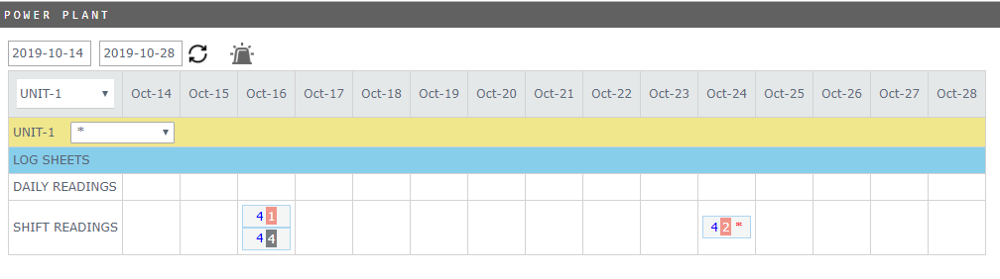 POWER PLANT
2019-10-14 2019-10-28
UNIT-1 Oct-14 Oct-15 Oct-16 Oct-17 Oct-18 Oct-19 Oct-20 Oct-21 Oct-22 Oct-23 Oct-24 Oct-25 Oct-26 Oct-27 Oct-28
UNIT-1 *
LOG SHEETS
DAILY READINGS
SHIFT READINGS 4 1 4 2 *
4 4